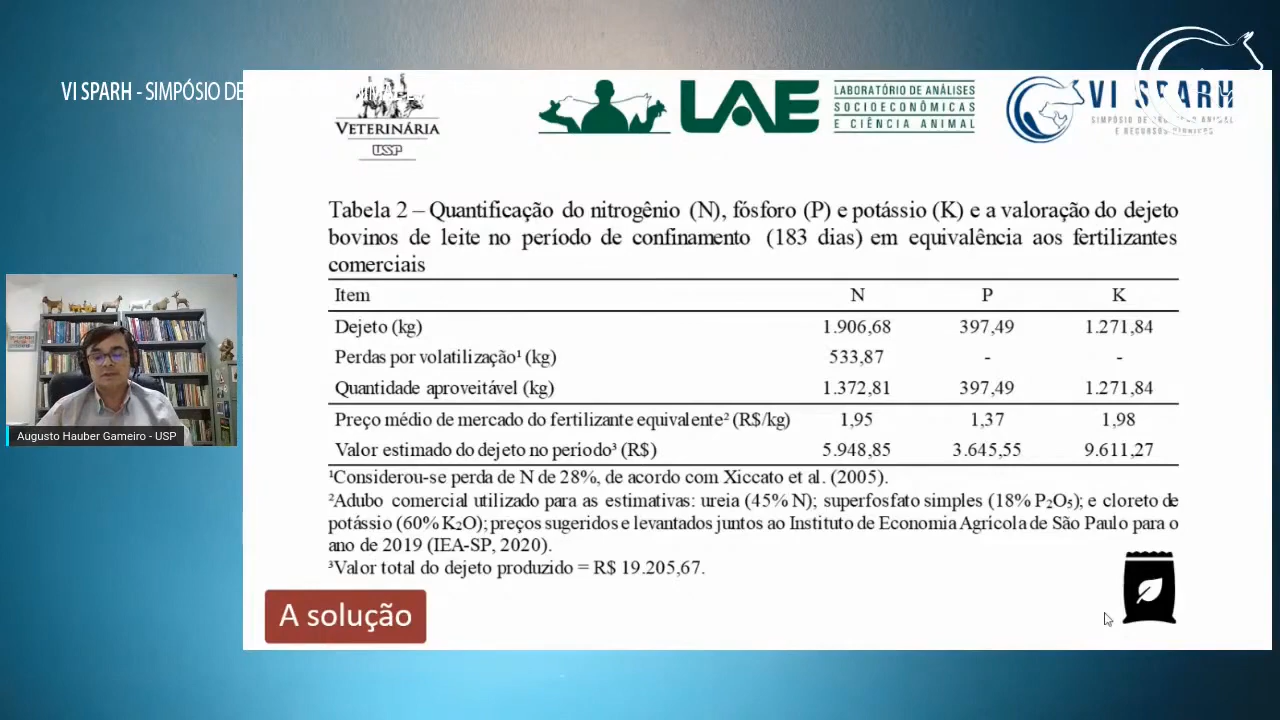 VI SPARH - SIMPÓSIO DE
VETERINÁRIA
USP
LAE
LABORATÓRIO DE ANÁLISES
SOCIOECONÔMICAS
E CIÊNCIA ANIMAL
VI SPARH
SIMPÓSIO DE PRODUÇÃO ANIMAL
E RECURSOS HÍDRICOS
Tabela 2 – Quantificação do nitrogênio (N), fósforo (P) e potássio (K) e a valoração do dejeto
bovinos de leite no período de confinamento (183 dias) em equivalência aos fertilizantes
comerciais
Item N P K
Dejeto (kg) 1.906,68 397,49 1.271,84
Perdas por volatilização¹ (kg) 533,87 - -
Quantidade aproveitável (kg) 1.372,81 397,49 1.271,84
Preço médio de mercado do fertilizante equivalente² (R$/kg) 1,95 1,37 1,98
Valor estimado do dejeto no período³ (R$) 5.948,85 3.645,55 9.611,27
¹Considerou-se perda de N de 28%, de acordo com Xiccato et al. (2005).
²Adubo comercial utilizado para as estimativas: ureia (45% N); superfosfato simples (18% P₂O₅); e cloreto de
potássio (60% K₂O); preços sugeridos e levantados juntos ao Instituto de Economia Agrícola de São Paulo para o
ano de 2019 (IEA-SP, 2020).
³Valor total do dejeto produzido = R$ 19.205,67.
A solução
Augusto Hauber Gameiro - USP